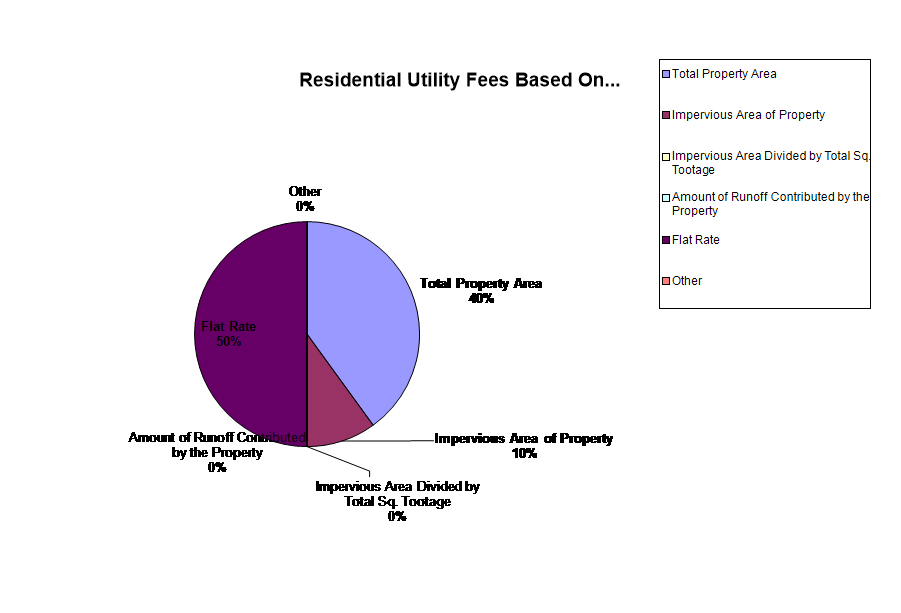 Residential Utility Fees Based On...
Total Property Area
Impervious Area of Property
Impervious Area Divided by Total Sq.
Tootage
Amount of Runoff Contributed by the
Property
Flat Rate
Other
Other
0%
Total Property Area
40%
Flat Rate
50%
Amount of Runoff Contributed
by the Property
0%
Impervious Area of Property
10%
Impervious Area Divided by
Total Sq. Tootage
0%